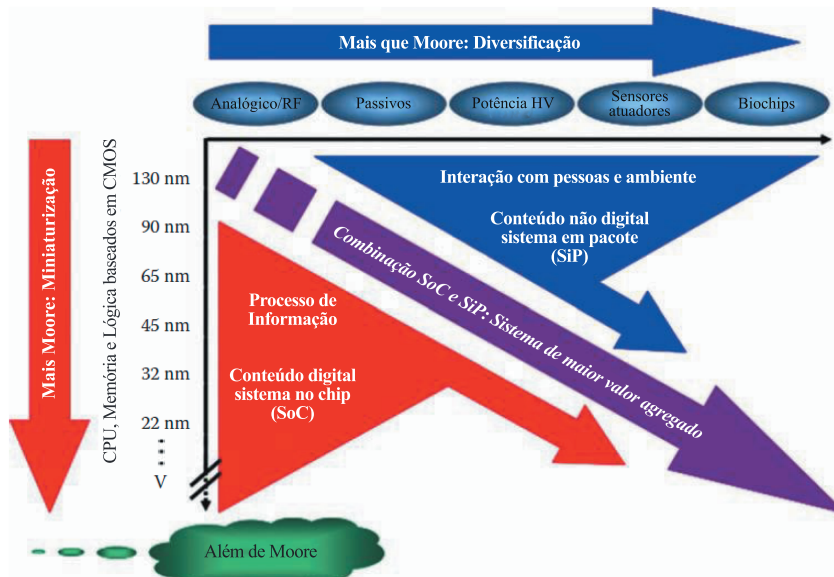 Mais que Moore: Diversificação
Analógico/RF
Passivos
Potência HV
Sensores
atuadores
Biochips
Mais Moore: Miniaturização
CPU, Memória e Lógica baseados em CMOS
130 nm
90 nm
65 nm
45 nm
32 nm
22 nm
V
Interação com pessoas e ambiente
Conteúdo não digital
sistema em pacote
(SiP)
Combinação SoC e SiP: Sistema de maior valor agregado
Processo de
Informação
Conteúdo digital
sistema no chip
(SoC)
Além de Moore